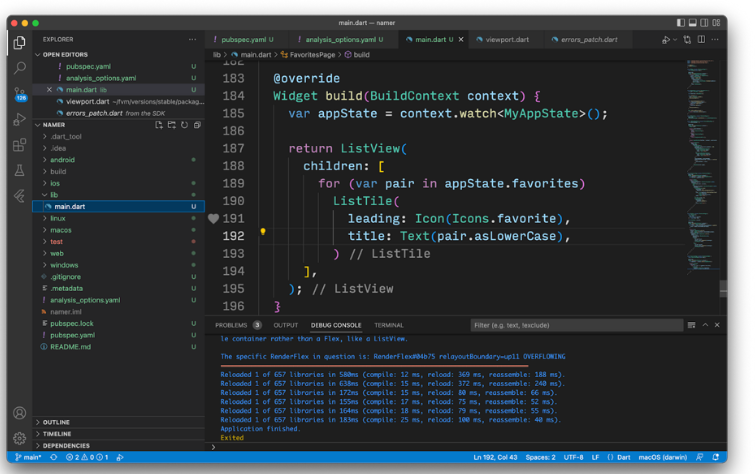 main.dart — namer
EXPLORER
OPEN EDITORS
pubspec.yaml U
analysis_options.yaml U
main.dart lib U
viewport.dart ~/fvm/versions/stable/packag...
errors_patch.dart from the SDK
NAMER
.dart_tool
.idea
android
build
ios
lib
main.dart U
linux
macos
test
web
windows
.gitignore U
.metadata U
analysis_options.yaml U
namer.iml
pubspec.lock U
pubspec.yaml U
README.md U
OUTLINE
TIMELINE
DEPENDENCIES
126
pubspec.yaml U analysis_options.yaml U main.dart U viewport.dart errors_patch.dart
lib > main.dart > FavoritesPage > build
182
183 @override
184 Widget build(BuildContext context) {
185 var appState = context.watch<MyAppState>();
186
187 return ListView(
188 children: [
189 for (var pair in appState.favorites)
190 ListTile(
191 leading: Icon(Icons.favorite),
192 title: Text(pair.asLowerCase),
193 ) // ListTile
194 ],
195 ); // ListView
196 }
PROBLEMS 3 OUTPUT DEBUG CONSOLE TERMINAL Filter (e.g. text, !exclude)
le container rather than a Flex, like a ListView.
The specific RenderFlex in question is: RenderFlex#04b75 relayoutBoundary=up11 OVERFLOWING
Reloaded 1 of 657 libraries in 580ms (compile: 12 ms, reload: 369 ms, reassemble: 188 ms).
Reloaded 1 of 657 libraries in 638ms (compile: 15 ms, reload: 372 ms, reassemble: 240 ms).
Reloaded 1 of 657 libraries in 172ms (compile: 15 ms, reload: 80 ms, reassemble: 66 ms).
Reloaded 1 of 657 libraries in 155ms (compile: 17 ms, reload: 75 ms, reassemble: 52 ms).
Reloaded 1 of 657 libraries in 164ms (compile: 18 ms, reload: 79 ms, reassemble: 55 ms).
Reloaded 1 of 657 libraries in 183ms (compile: 25 ms, reload: 100 ms, reassemble: 40 ms).
Application finished.
Exited
main* 2 0 1 Ln 192, Col 43 Spaces: 2 UTF-8 LF {} Dart macOS (darwin)